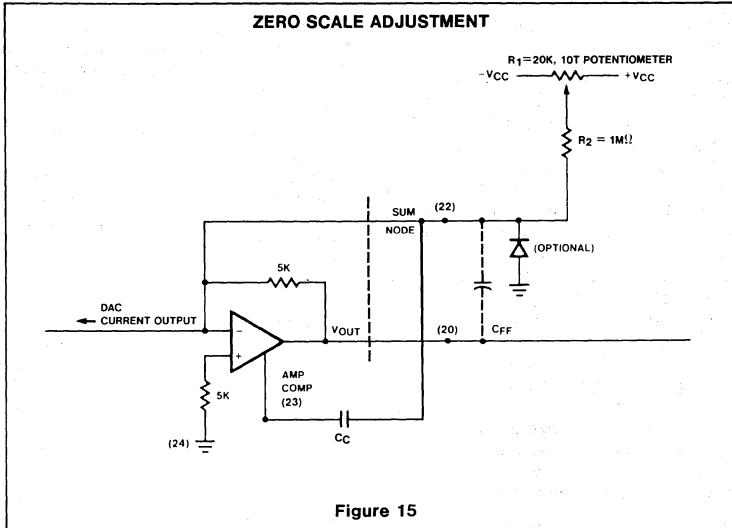 ZERO SCALE ADJUSTMENT
R1=20K, 10T POTENTIOMETER
-VCC
+VCC
R2 = 1MΩ
SUM
(22)
NODE
(OPTIONAL)
5K
DAC
CURRENT OUTPUT
VOUT
(20)
CFF
-
+
AMP
COMP
(23)
5K
(24)
CC
Figure 15